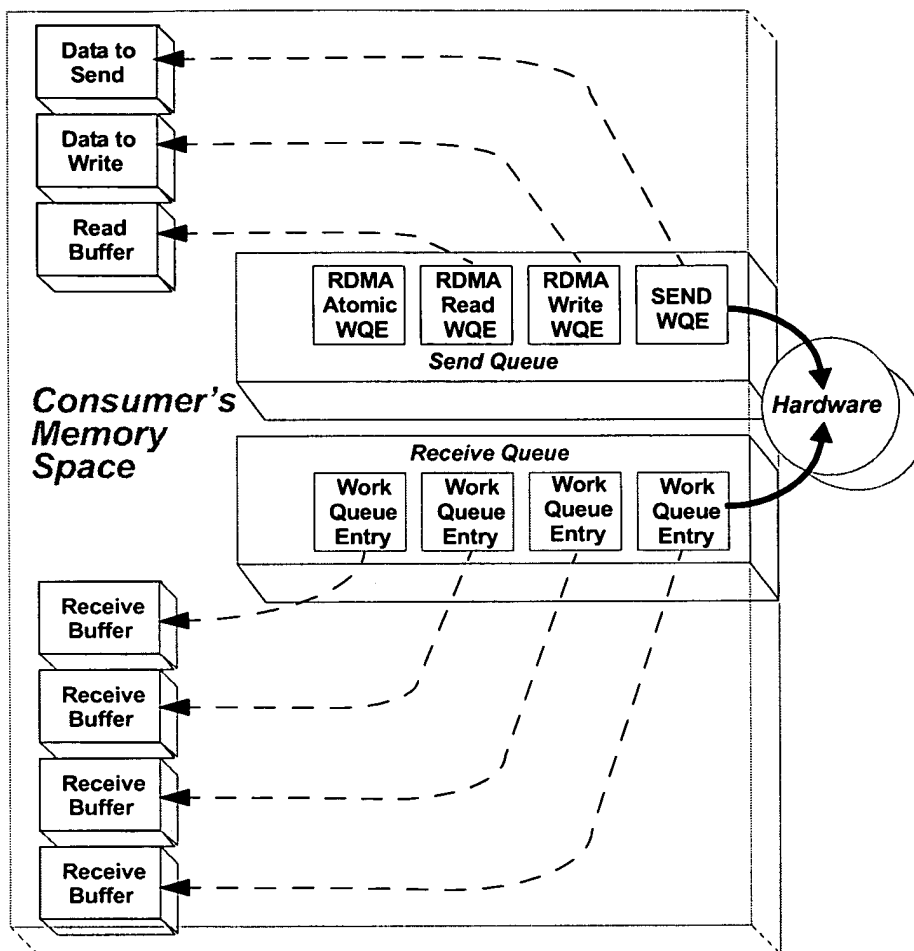 Data to
Send
Data to
Write
Read
Buffer
RDMA
Atomic
WQE
RDMA
Read
WQE
RDMA
Write
WQE
SEND
WQE
Send Queue
Hardware
Consumer's
Memory
Space
Receive Queue
Work
Queue
Entry
Work
Queue
Entry
Work
Queue
Entry
Work
Queue
Entry
Receive
Buffer
Receive
Buffer
Receive
Buffer
Receive
Buffer